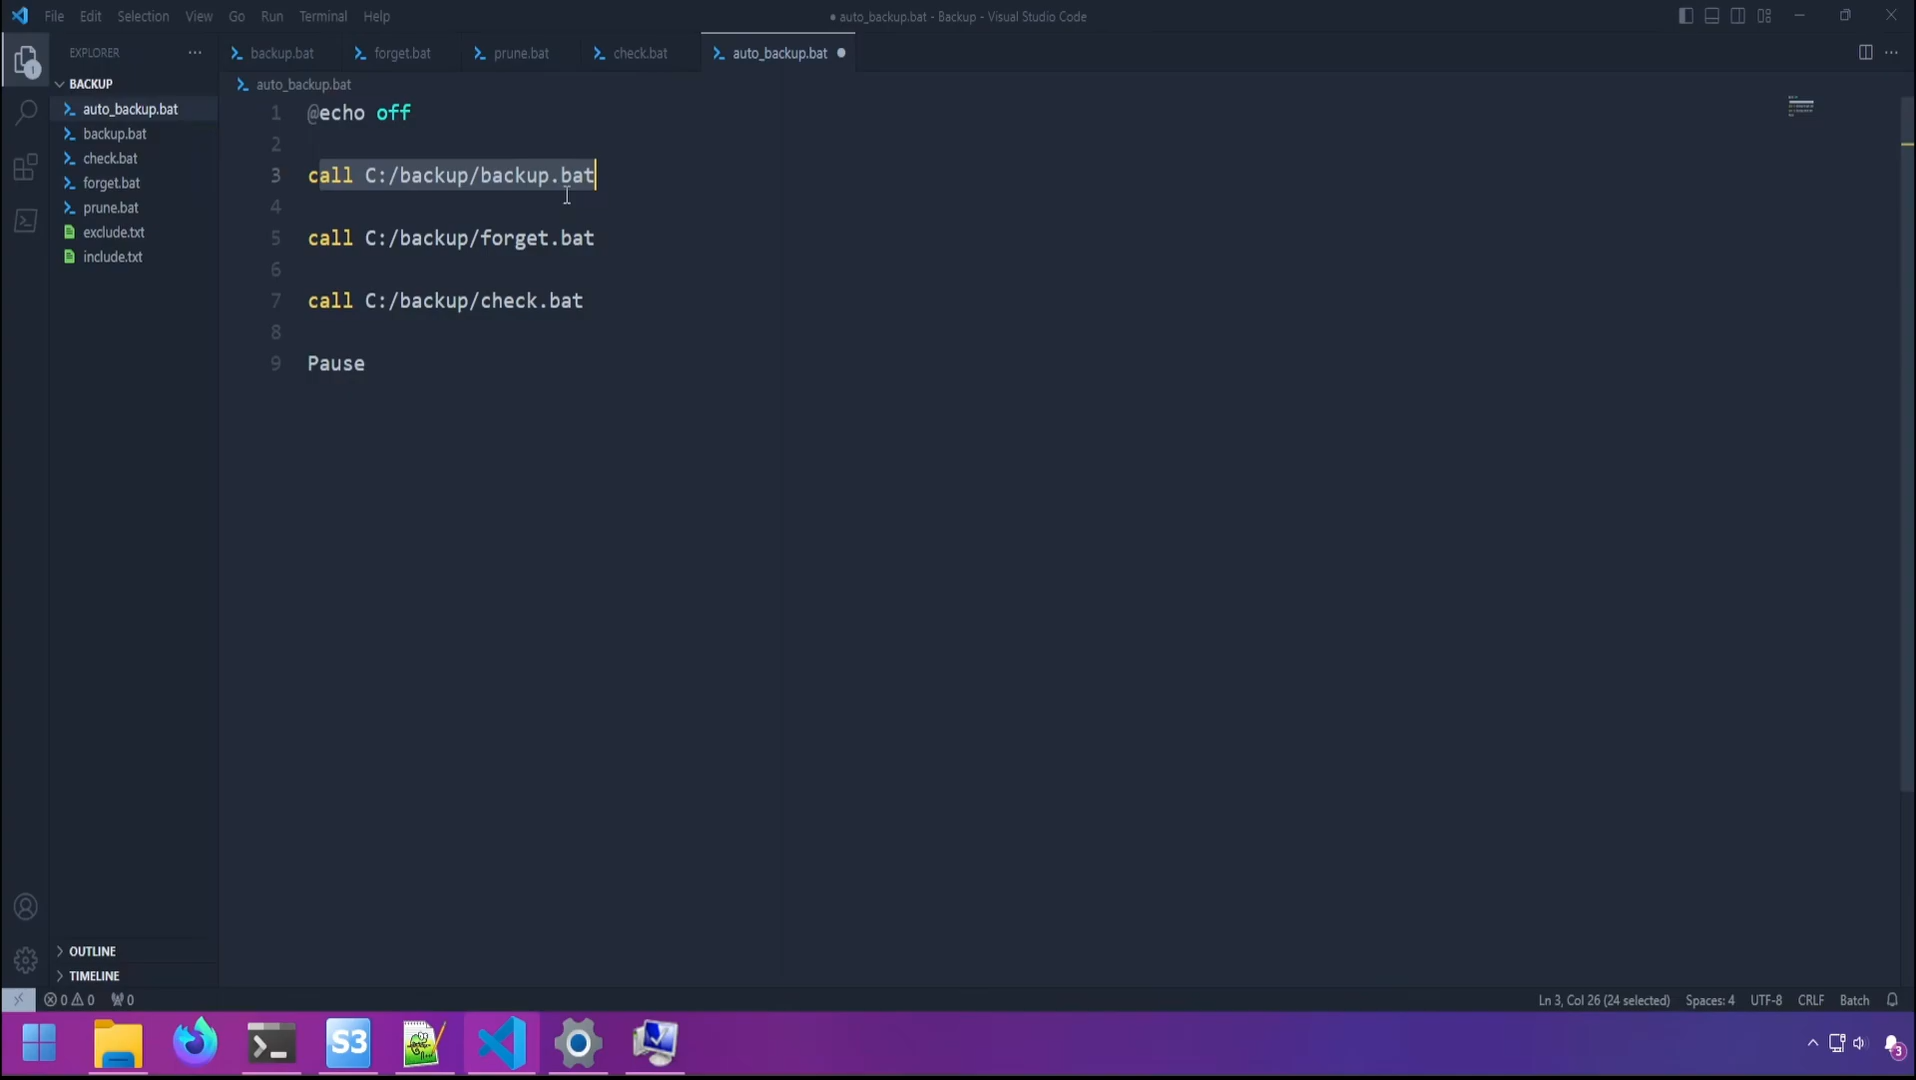 File Edit Selection View Go Run Terminal Help
● auto_backup.bat - Backup - Visual Studio Code
EXPLORER ···
backup.bat forget.bat prune.bat check.bat auto_backup.bat ●
1
BACKUP
auto_backup.bat
backup.bat
check.bat
forget.bat
prune.bat
exclude.txt
include.txt
auto_backup.bat
1 @echo off
2
3 call C:/backup/backup.bat
4
5 call C:/backup/forget.bat
6
7 call C:/backup/check.bat
8
9 Pause
OUTLINE
TIMELINE
0 0 0
Ln 3, Col 26 (24 selected) Spaces: 4 UTF-8 CRLF Batch
S3
3